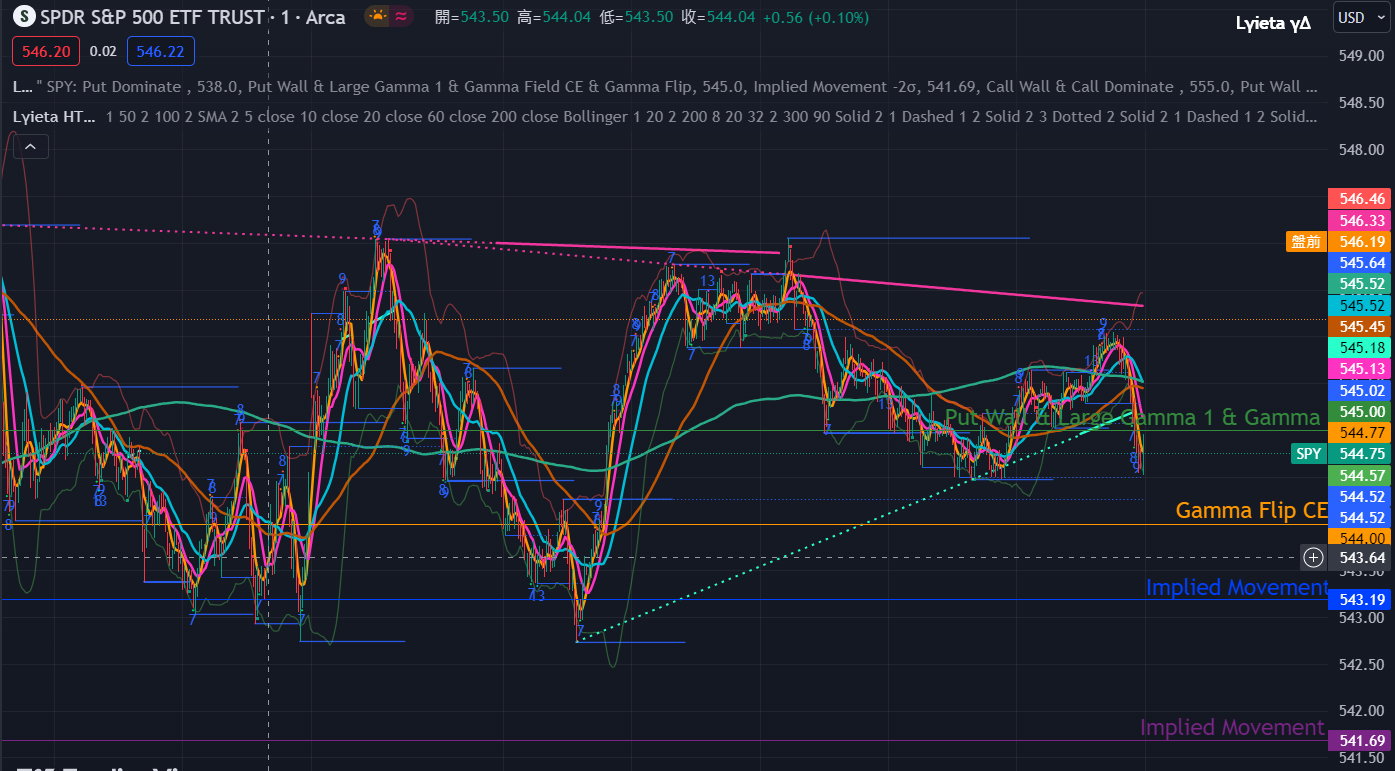 S SPDR S&P 500 ETF TRUST · 1 · Arca 開=543.50 高=544.04 低=543.50 收=544.04 +0.56 (+0.10%)
Lyieta γΔ
USD
546.20 0.02 546.22
L… " SPY: Put Dominate , 538.0, Put Wall & Large Gamma 1 & Gamma Field CE & Gamma Flip, 545.0, Implied Movement -2σ, 541.69, Call Wall & Call Dominate , 555.0, Put Wall …
Lyieta HT… 1 50 2 100 2 SMA 2 5 close 10 close 20 close 60 close 200 close Bollinger 1 20 2 200 8 20 32 2 300 90 Solid 2 1 Dashed 1 2 Solid 2 3 Dotted 2 Solid 2 1 Dashed 1 2 Solid…
549.00
548.50
548.00
546.46
546.33
盤前 546.19
545.64
545.52
545.52
545.45
545.18
545.13
545.02
Put Wall & Large Gamma 1 & Gamma
545.00
544.77
SPY 544.75
544.57
544.52
544.52
Gamma Flip CE
544.00
543.64
543.50
Implied Movement
543.19
543.00
542.50
542.00
Implied Movement
541.69
541.50